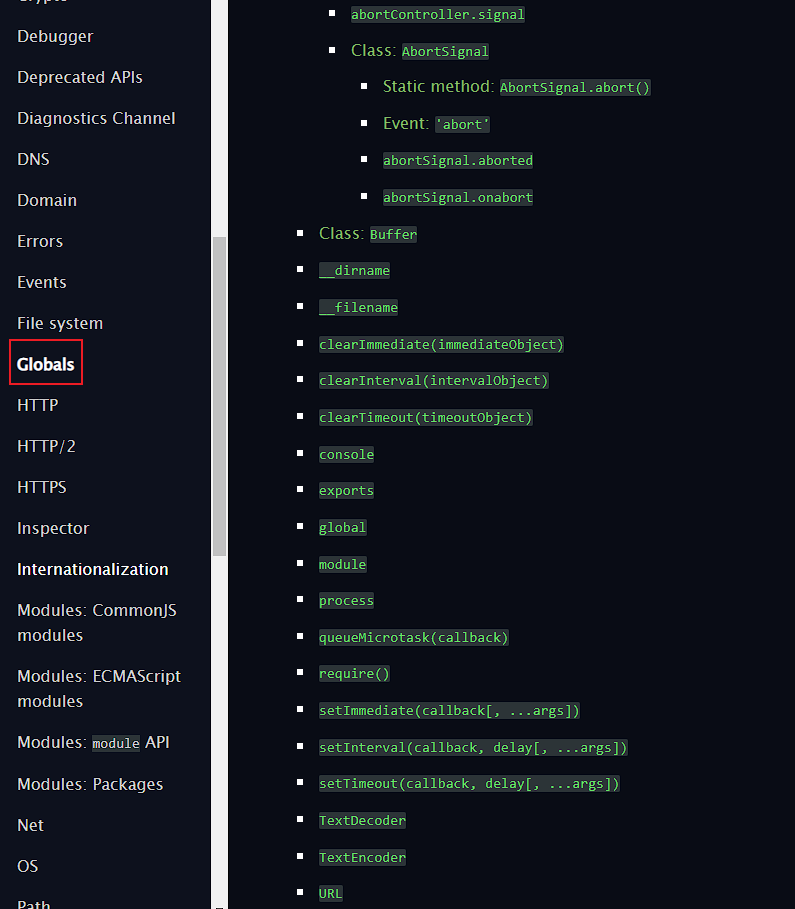 Crypto
Debugger
Deprecated APIs
Diagnostics Channel
DNS
Domain
Errors
Events
File system
Globals
HTTP
HTTP/2
HTTPS
Inspector
Internationalization
Modules: CommonJS
modules
Modules: ECMAScript
modules
Modules: module API
Modules: Packages
Net
OS
Path
abortController.signal
Class: AbortSignal
Static method: AbortSignal.abort()
Event: 'abort'
abortSignal.aborted
abortSignal.onabort
Class: Buffer
__dirname
__filename
clearImmediate(immediateObject)
clearInterval(intervalObject)
clearTimeout(timeoutObject)
console
exports
global
module
process
queueMicrotask(callback)
require()
setImmediate(callback[, ...args])
setInterval(callback, delay[, ...args])
setTimeout(callback, delay[, ...args])
TextDecoder
TextEncoder
URL